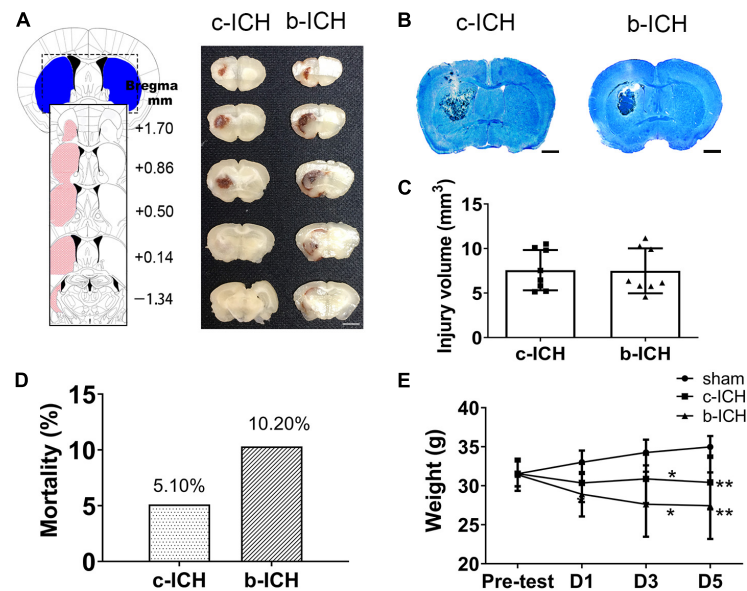 A
c-ICH b-ICH
Bregma
mm
+1.70
+0.86
+0.50
+0.14
−1.34
B
c-ICH b-ICH
C
Injury volume (mm³)
15
10
5
0
c-ICH b-ICH
D
Mortality (%)
15
10
5
0
5.10%
10.20%
c-ICH b-ICH
E
sham
c-ICH
b-ICH
Weight (g)
40
35
30
25
20
*
* **
* **
Pre-test D1 D3 D5